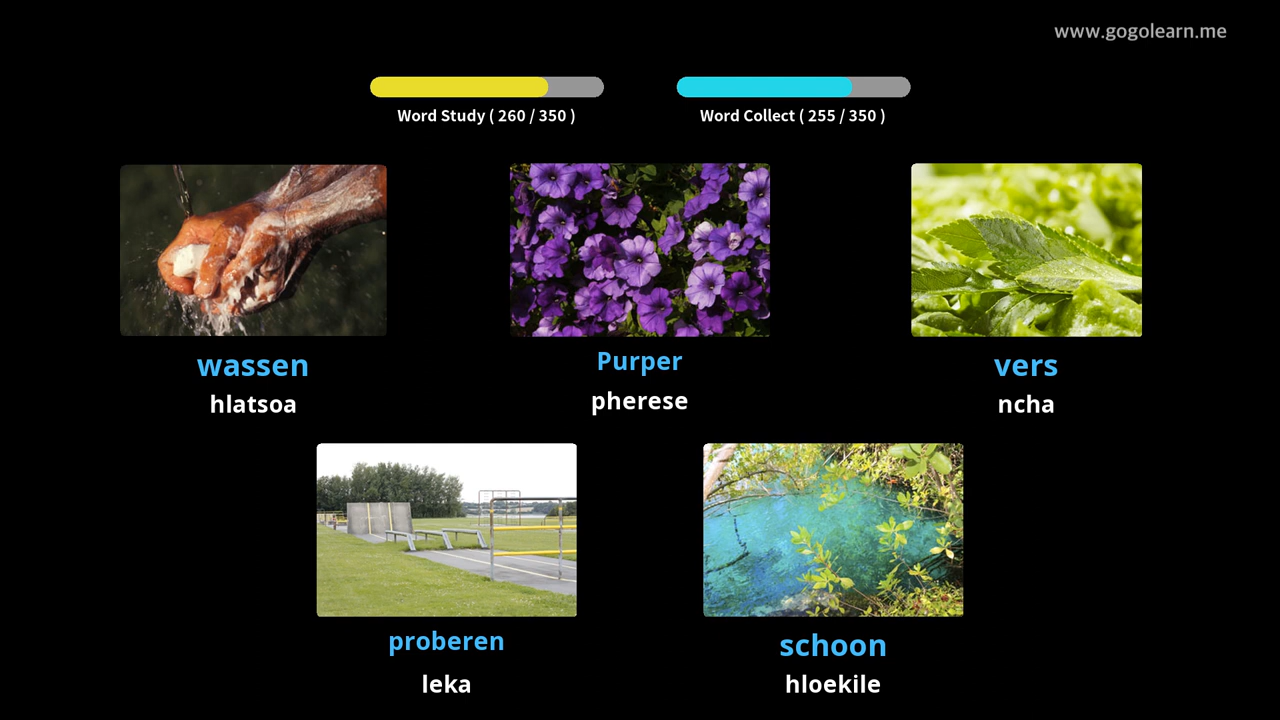 www.gogolearn.me
Word Study ( 260 / 350 )
Word Collect ( 255 / 350 )
wassen
hlatsoa
Purper
pherese
vers
ncha
proberen
leka
schoon
hloekile